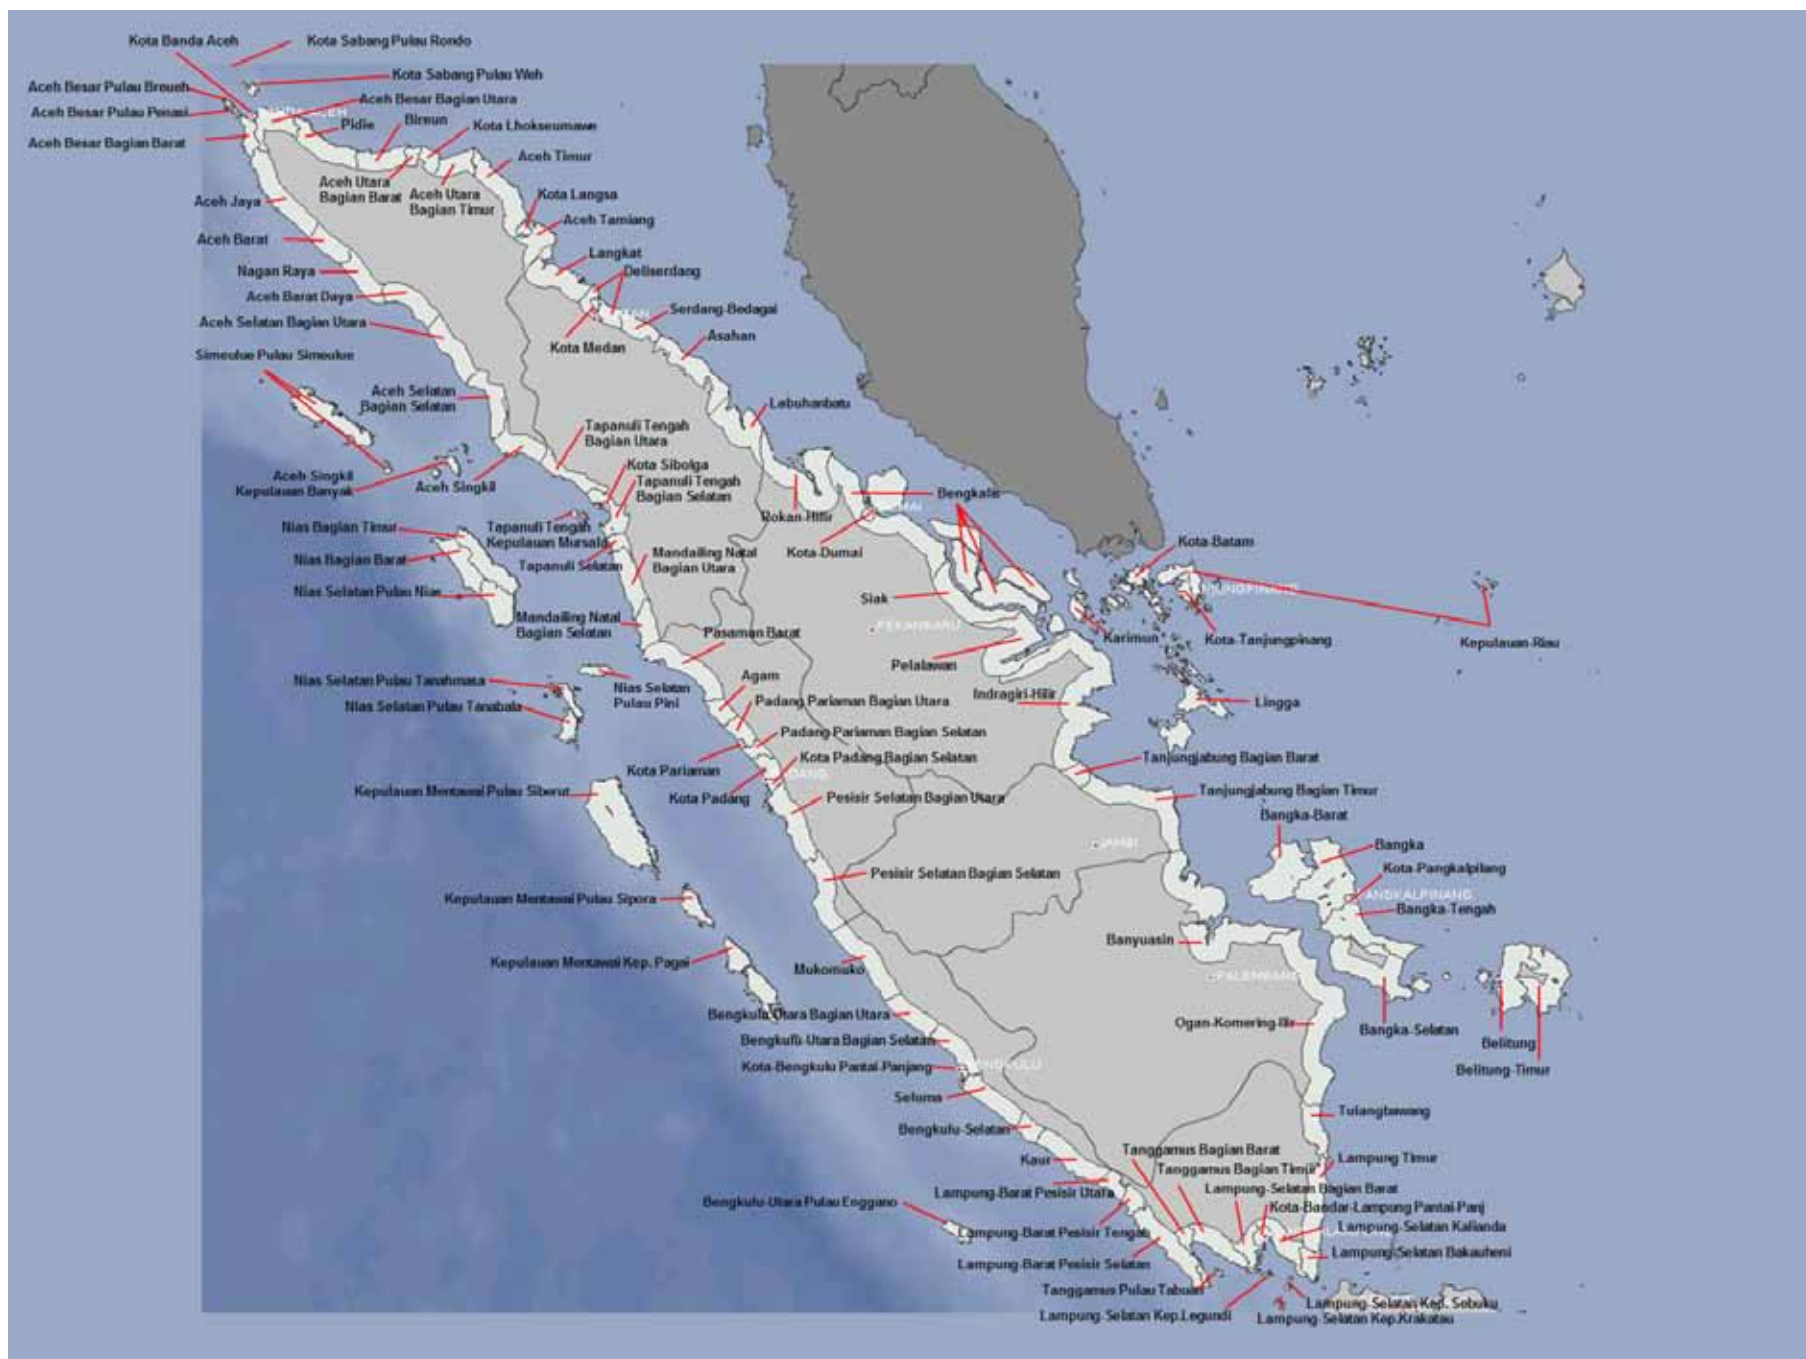 Kota Banda Aceh
Kota Sabang Pulau Rondo
Kota Sabang Pulau Weh
Aceh Besar Pulau Breueh
Aceh Besar Bagian Utara
Aceh Besar Pulau Penasi
Pidie
Bireun
Kota Lhokseumawe
Aceh Besar Bagian Barat
Aceh Timur
Aceh Utara
Bagian Barat
Aceh Utara
Bagian Timur
Kota Langsa
Aceh Jaya
Aceh Tamiang
Aceh Barat
Langkat
Nagan Raya
Deliserdang
Aceh Barat Daya
Serdang-Bedagai
Aceh Selatan Bagian Utara
Asahan
Kota Medan
Simeulue Pulau Simeulue
Aceh Selatan
Bagian Selatan
Labuhanbatu
Tapanuli Tengah
Bagian Utara
Kota Sibolga
Aceh Singkil
Kepulauan Banyak
Aceh Singkil
Tapanuli Tengah
Bagian Selatan
Bengkalis
Rokan-Hilir
Nias Bagian Timur
Tapanuli Tengah
Kepulauan Mursala
Kota-Dumai
Kota-Batam
Nias Bagian Barat
Tapanuli Selatan
Mandailing Natal
Bagian Utara
Nias Selatan Pulau Nias
Siak
TANJUNGPINANG
Mandailing Natal
Bagian Selatan
PEKANBARU
Pasaman Barat
Karimun
Kota-Tanjungpinang
Kepulauan-Riau
Pelalawan
Nias Selatan Pulau Tanahmasa
Agam
Nias Selatan
Pulau Pini
Indragiri-Hilir
Lingga
Nias Selatan Pulau Tanabala
Padang Pariaman Bagian Utara
Padang Pariaman Bagian Selatan
Kota Padang Bagian Selatan
Tanjungjabung Bagian Barat
Kota Pariaman
Kepulauan Mentawai Pulau Siberut
Kota Padang
Pesisir Selatan Bagian Utara
Tanjungjabung Bagian Timur
Bangka-Barat
JAMBI
Bangka
Kota-Pangkalpilang
Pesisir Selatan Bagian Selatan
Kepulauan Mentawai Pulau Sipora
ANGKALPINANG
Bangka-Tengah
Banyuasin
Kepulauan Mentawai Kep. Pagai
Mukomuko
PALEMBANG
Bengkulu-Utara Bagian Utara
Ogan-Komering-Ilir
Bangka-Selatan
Bengkulu-Utara Bagian Selatan
Belitung
Kota-Bengkulu Pantai-Panjang
BENGKULU
Belitung-Timur
Seluma
Tulangbawang
Bengkulu-Selatan
Tanggamus Bagian Barat
Kaur
Tanggamus Bagian Timur
Lampung Timur
Lampung-Barat Pesisir Utara
Lampung-Selatan Bagian Barat
Bengkulu-Utara Pulau Enggano
Kota-Bandar-Lampung Pantai-Panj
Lampung-Barat Pesisir Tengah
Lampung-Selatan Kalianda
Lampung-Barat Pesisir Selatan
Lampung-Selatan Bakauheni
Tanggamus Pulau Tabuan
Lampung-Selatan Kep. Sebuku
Lampung-Selatan Kep.Legundi
Lampung-Selatan Kep.Krakatau